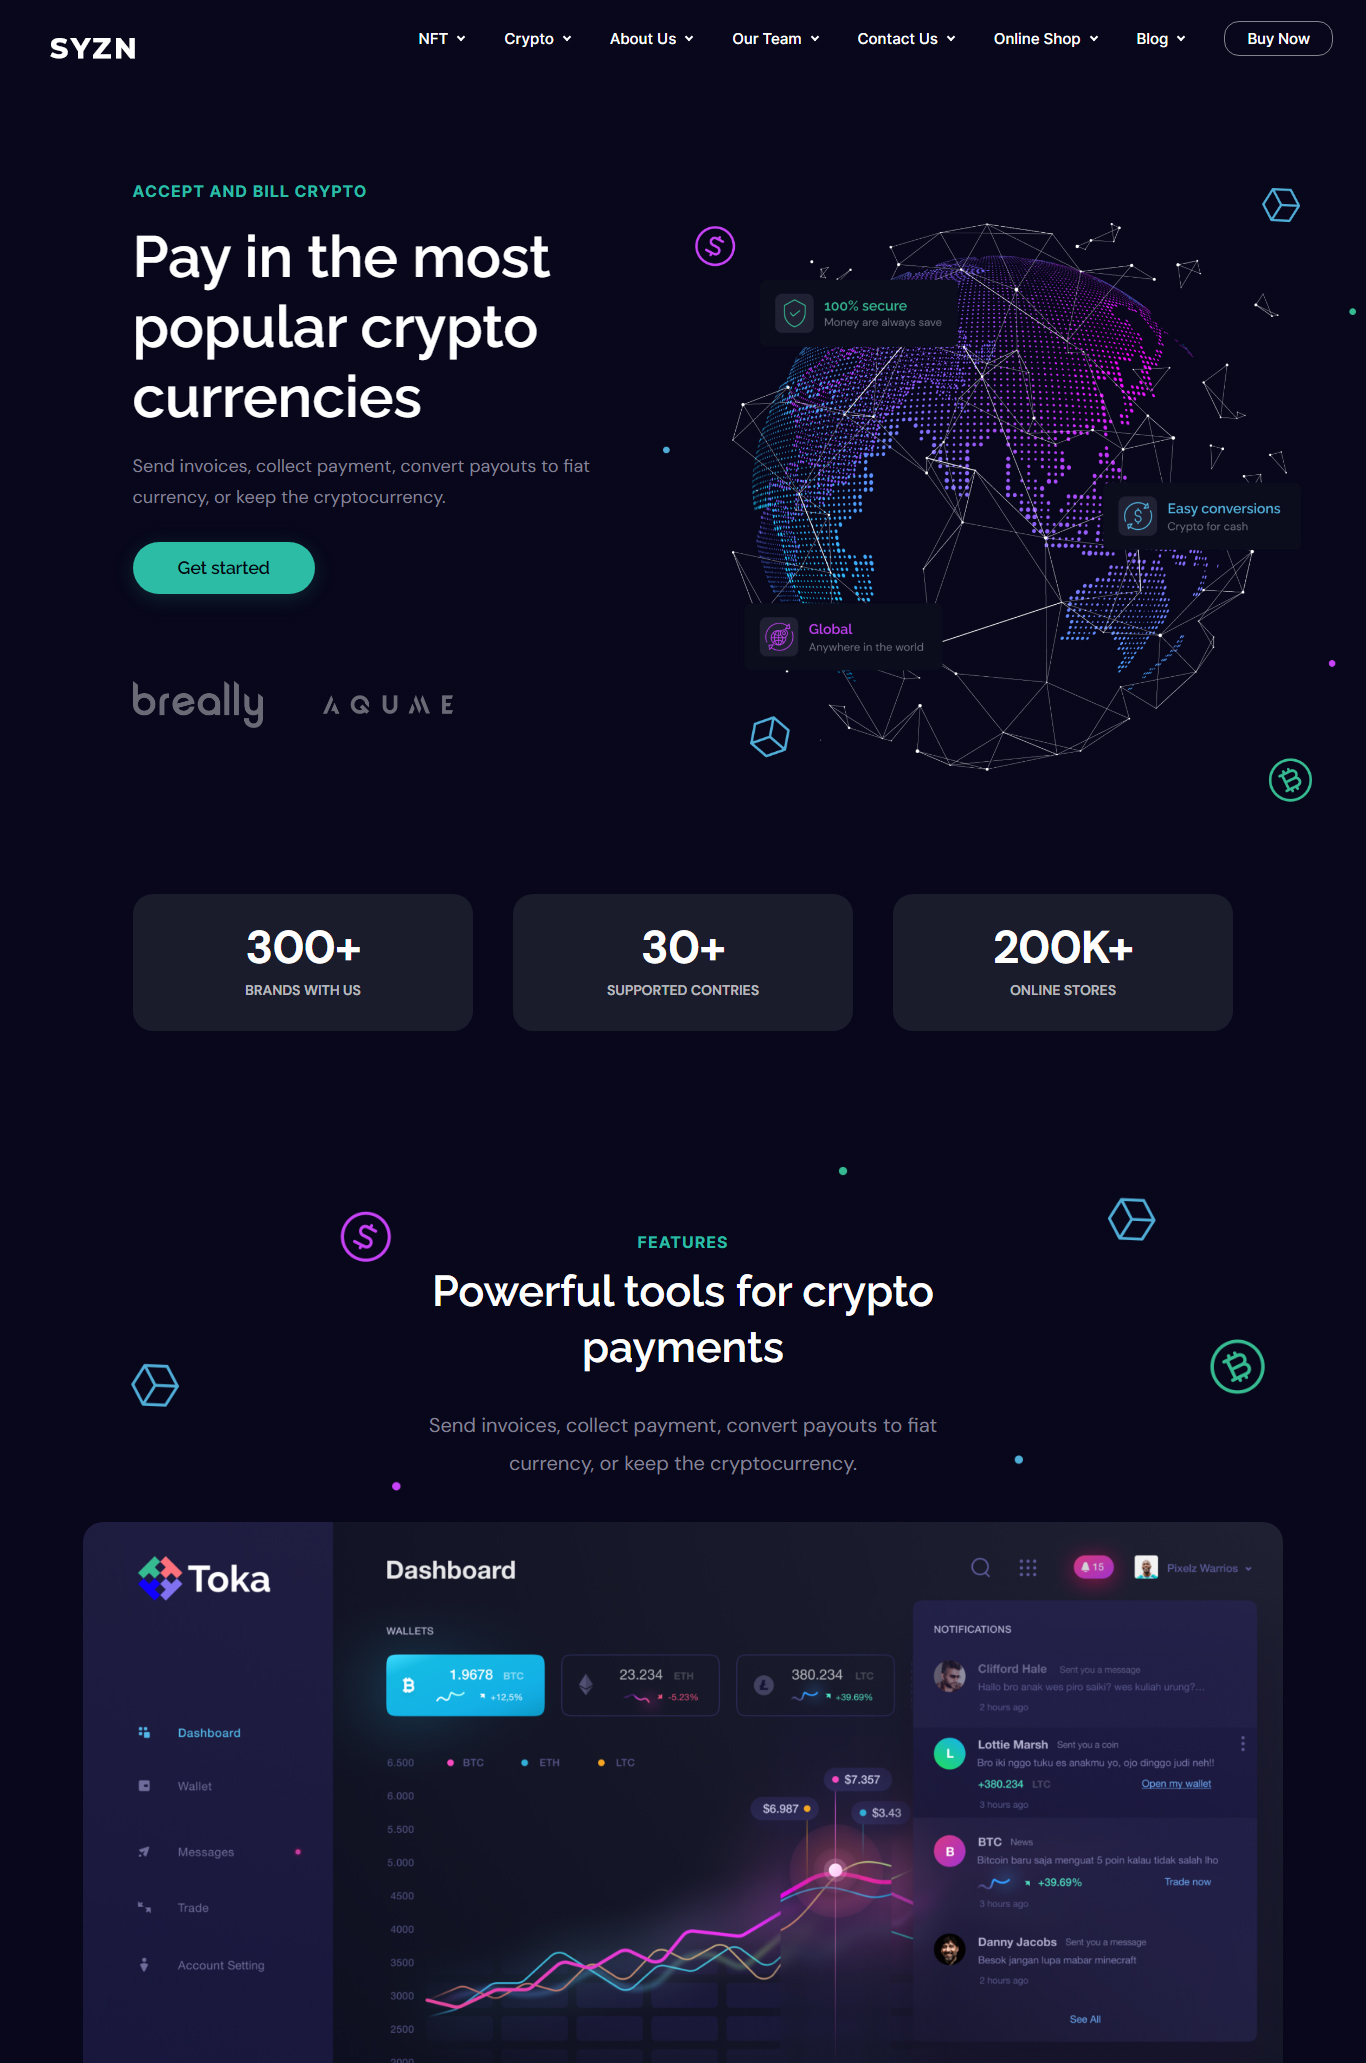 SYZN
NFT
Crypto
About Us
Our Team
Contact Us
Online Shop
Blog
Buy Now
ACCEPT AND BILL CRYPTO
Pay in the most
popular crypto
currencies
Send invoices, collect payment, convert payouts to fiat
currency, or keep the cryptocurrency.
Get started
breally
AQUME
100% secure
Money are always save
Easy conversions
Crypto for cash
Global
Anywhere in the world
300+
BRANDS WITH US
30+
SUPPORTED CONTRIES
200K+
ONLINE STORES
FEATURES
Powerful tools for crypto
payments
Send invoices, collect payment, convert payouts to fiat
currency, or keep the cryptocurrency.
Toka
Dashboard
Wallet
Messages
Trade
Account Setting
Dashboard
15
Pixelz Warrios
WALLETS
1.9678 BTC
+12,5%
23.234 ETH
-5.23%
380.234 LTC
+39.69%
BTC
ETH
LTC
6.500
6.000
5.500
5.000
4500
4000
3500
3000
2500
2000
$7.357
$6.987
$3.43
NOTIFICATIONS
Clifford Hale Sent you a message
Hallo bro anak wes piro saiki? wes kuliah urung?...
2 hours ago
L
Lottie Marsh Sent you a coin
Bro iki nggo tuku es anakmu yo, ojo dinggo judi neh!!
+380.234 LTC
Open my wallet
3 hours ago
B
BTC News
Bitcoin baru saja menguat 5 poin kalau tidak salah lho
+39.69%
Trade now
3 hours ago
Danny Jacobs Sent you a message
Besok jangan lupa mabar minecraft
2 hours ago
See All